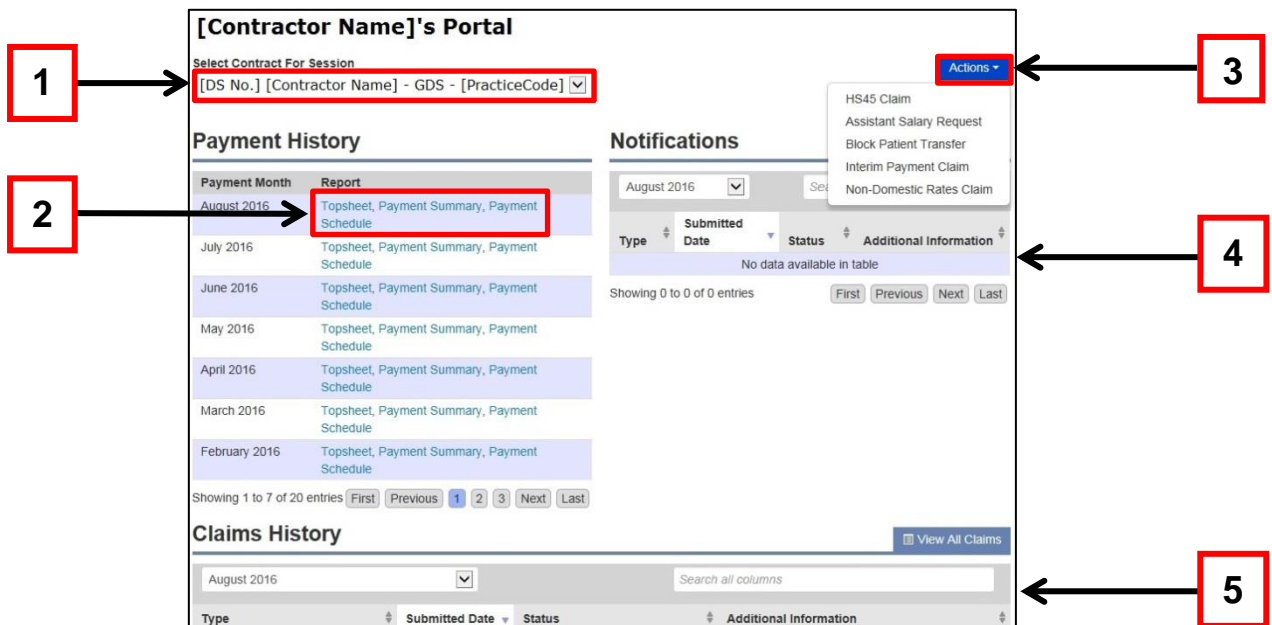 [Contractor Name]'s Portal
1
Select Contract For Session
[DS No.] [Contractor Name] - GDS - [PracticeCode]
Actions
3
HS45 Claim
Assistant Salary Request
Block Patient Transfer
Interim Payment Claim
Non-Domestic Rates Claim
Payment History
Payment Month Report
2
August 2016 Topsheet, Payment Summary, Payment
Schedule
July 2016 Topsheet, Payment Summary, Payment
Schedule
June 2016 Topsheet, Payment Summary, Payment
Schedule
May 2016 Topsheet, Payment Summary, Payment
Schedule
April 2016 Topsheet, Payment Summary, Payment
Schedule
March 2016 Topsheet, Payment Summary, Payment
Schedule
February 2016 Topsheet, Payment Summary, Payment
Schedule
Showing 1 to 7 of 20 entries First Previous 1 2 3 Next Last
Notifications
August 2016
Type Submitted Date Status Additional Information
4
No data available in table
Showing 0 to 0 of 0 entries First Previous Next Last
Claims History
View All Claims
August 2016 Search all columns
5
Type Submitted Date Status Additional Information